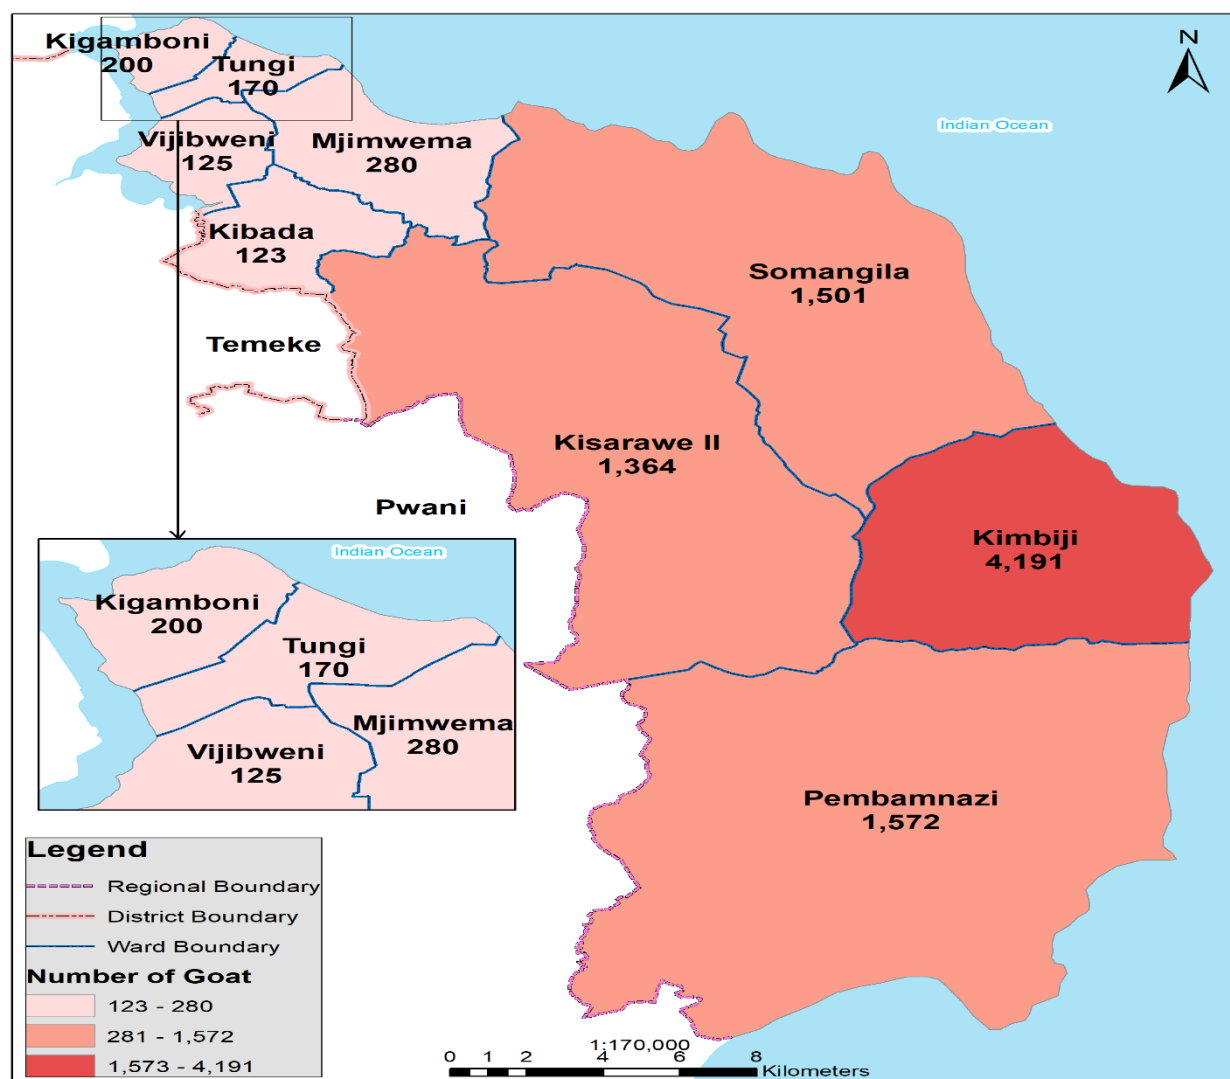 Kigamboni
200
Tungi
170
N
Indian Ocean
Vijibweni
125
Mjimwema
280
Kibada
123
Somangila
1,501
Temeke
Kisarawe II
1,364
Pwani
Kimbiji
4,191
Indian Ocean
Kigamboni
200
Tungi
170
Mjimwema
280
Vijibweni
125
Pembamnazi
1,572
Legend
Regional Boundary
District Boundary
Ward Boundary
Number of Goat
123 - 280
281 - 1,572
1,573 - 4,191
1:170,000
0 1 2 4 6 8
Kilometers